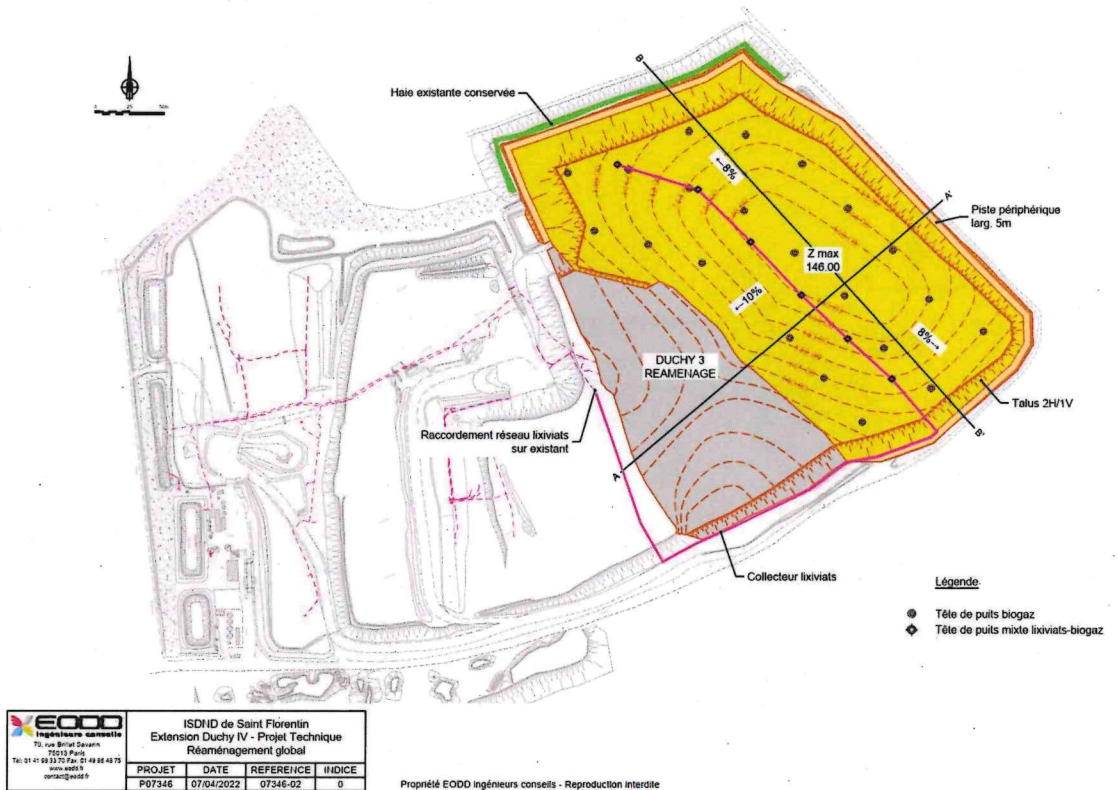 Haie existante conservée
B
←8%
A'
Piste périphérique
larg. 5m
Z max
146.00
←10%
8%→
DUCHY 3
REAMENAGE
Talus 2H/1V
B'
Raccordement réseau lixiviats
sur existant
A
Collecteur lixiviats
Légende
Tête de puits biogaz
Tête de puits mixte lixiviats-biogaz
EODD
ingénieurs conseils
70, rue Brillat Savarin
75013 Paris
www.eodd.fr
contact@eodd.fr
ISDND de Saint Florentin
Extension Duchy IV - Projet Technique
Réaménagement global
PROJET DATE REFERENCE INDICE
P07346 07/04/2022 07346-02 0
Propriété EODD ingénieurs conseils - Reproduction interdite